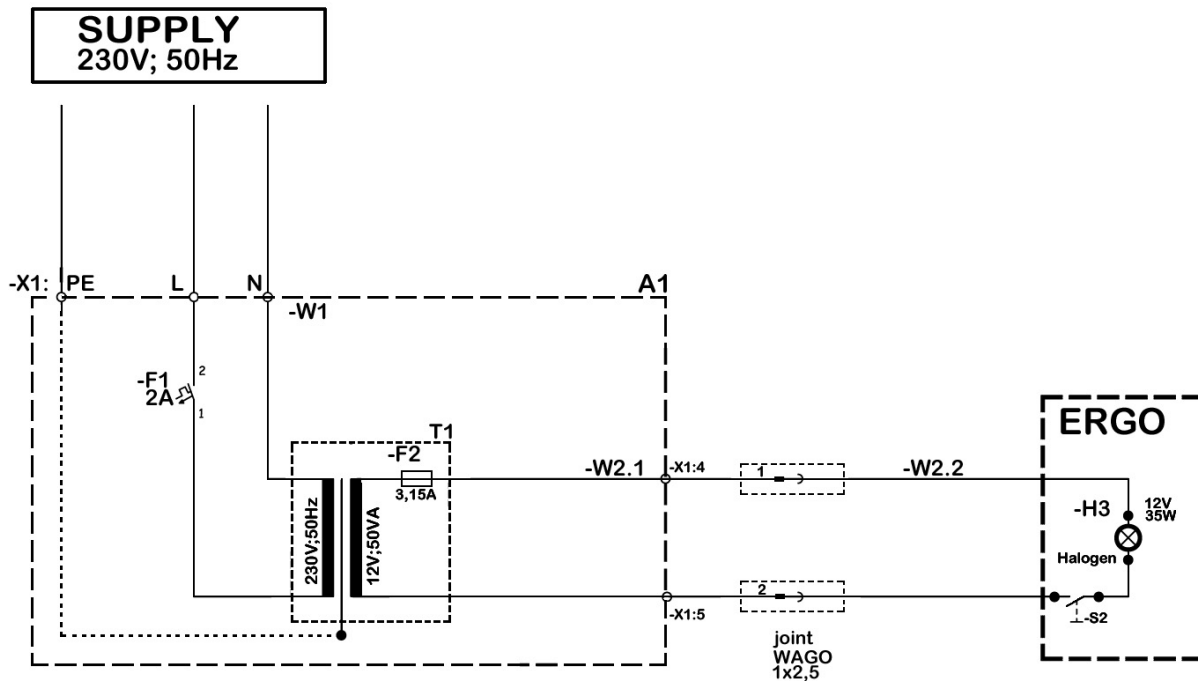 SUPPLY
230V; 50Hz
-X1: PE L N
A1
-W1
-F1
2A
2
1
T1
-F2
3,15A
230V;50Hz
12V;50VA
-W2.1
-X1:4
1
-W2.2
ERGO
-H3
12V
35W
Halogen
-X1:5
2
-S2
joint
WAGO
1x2,5